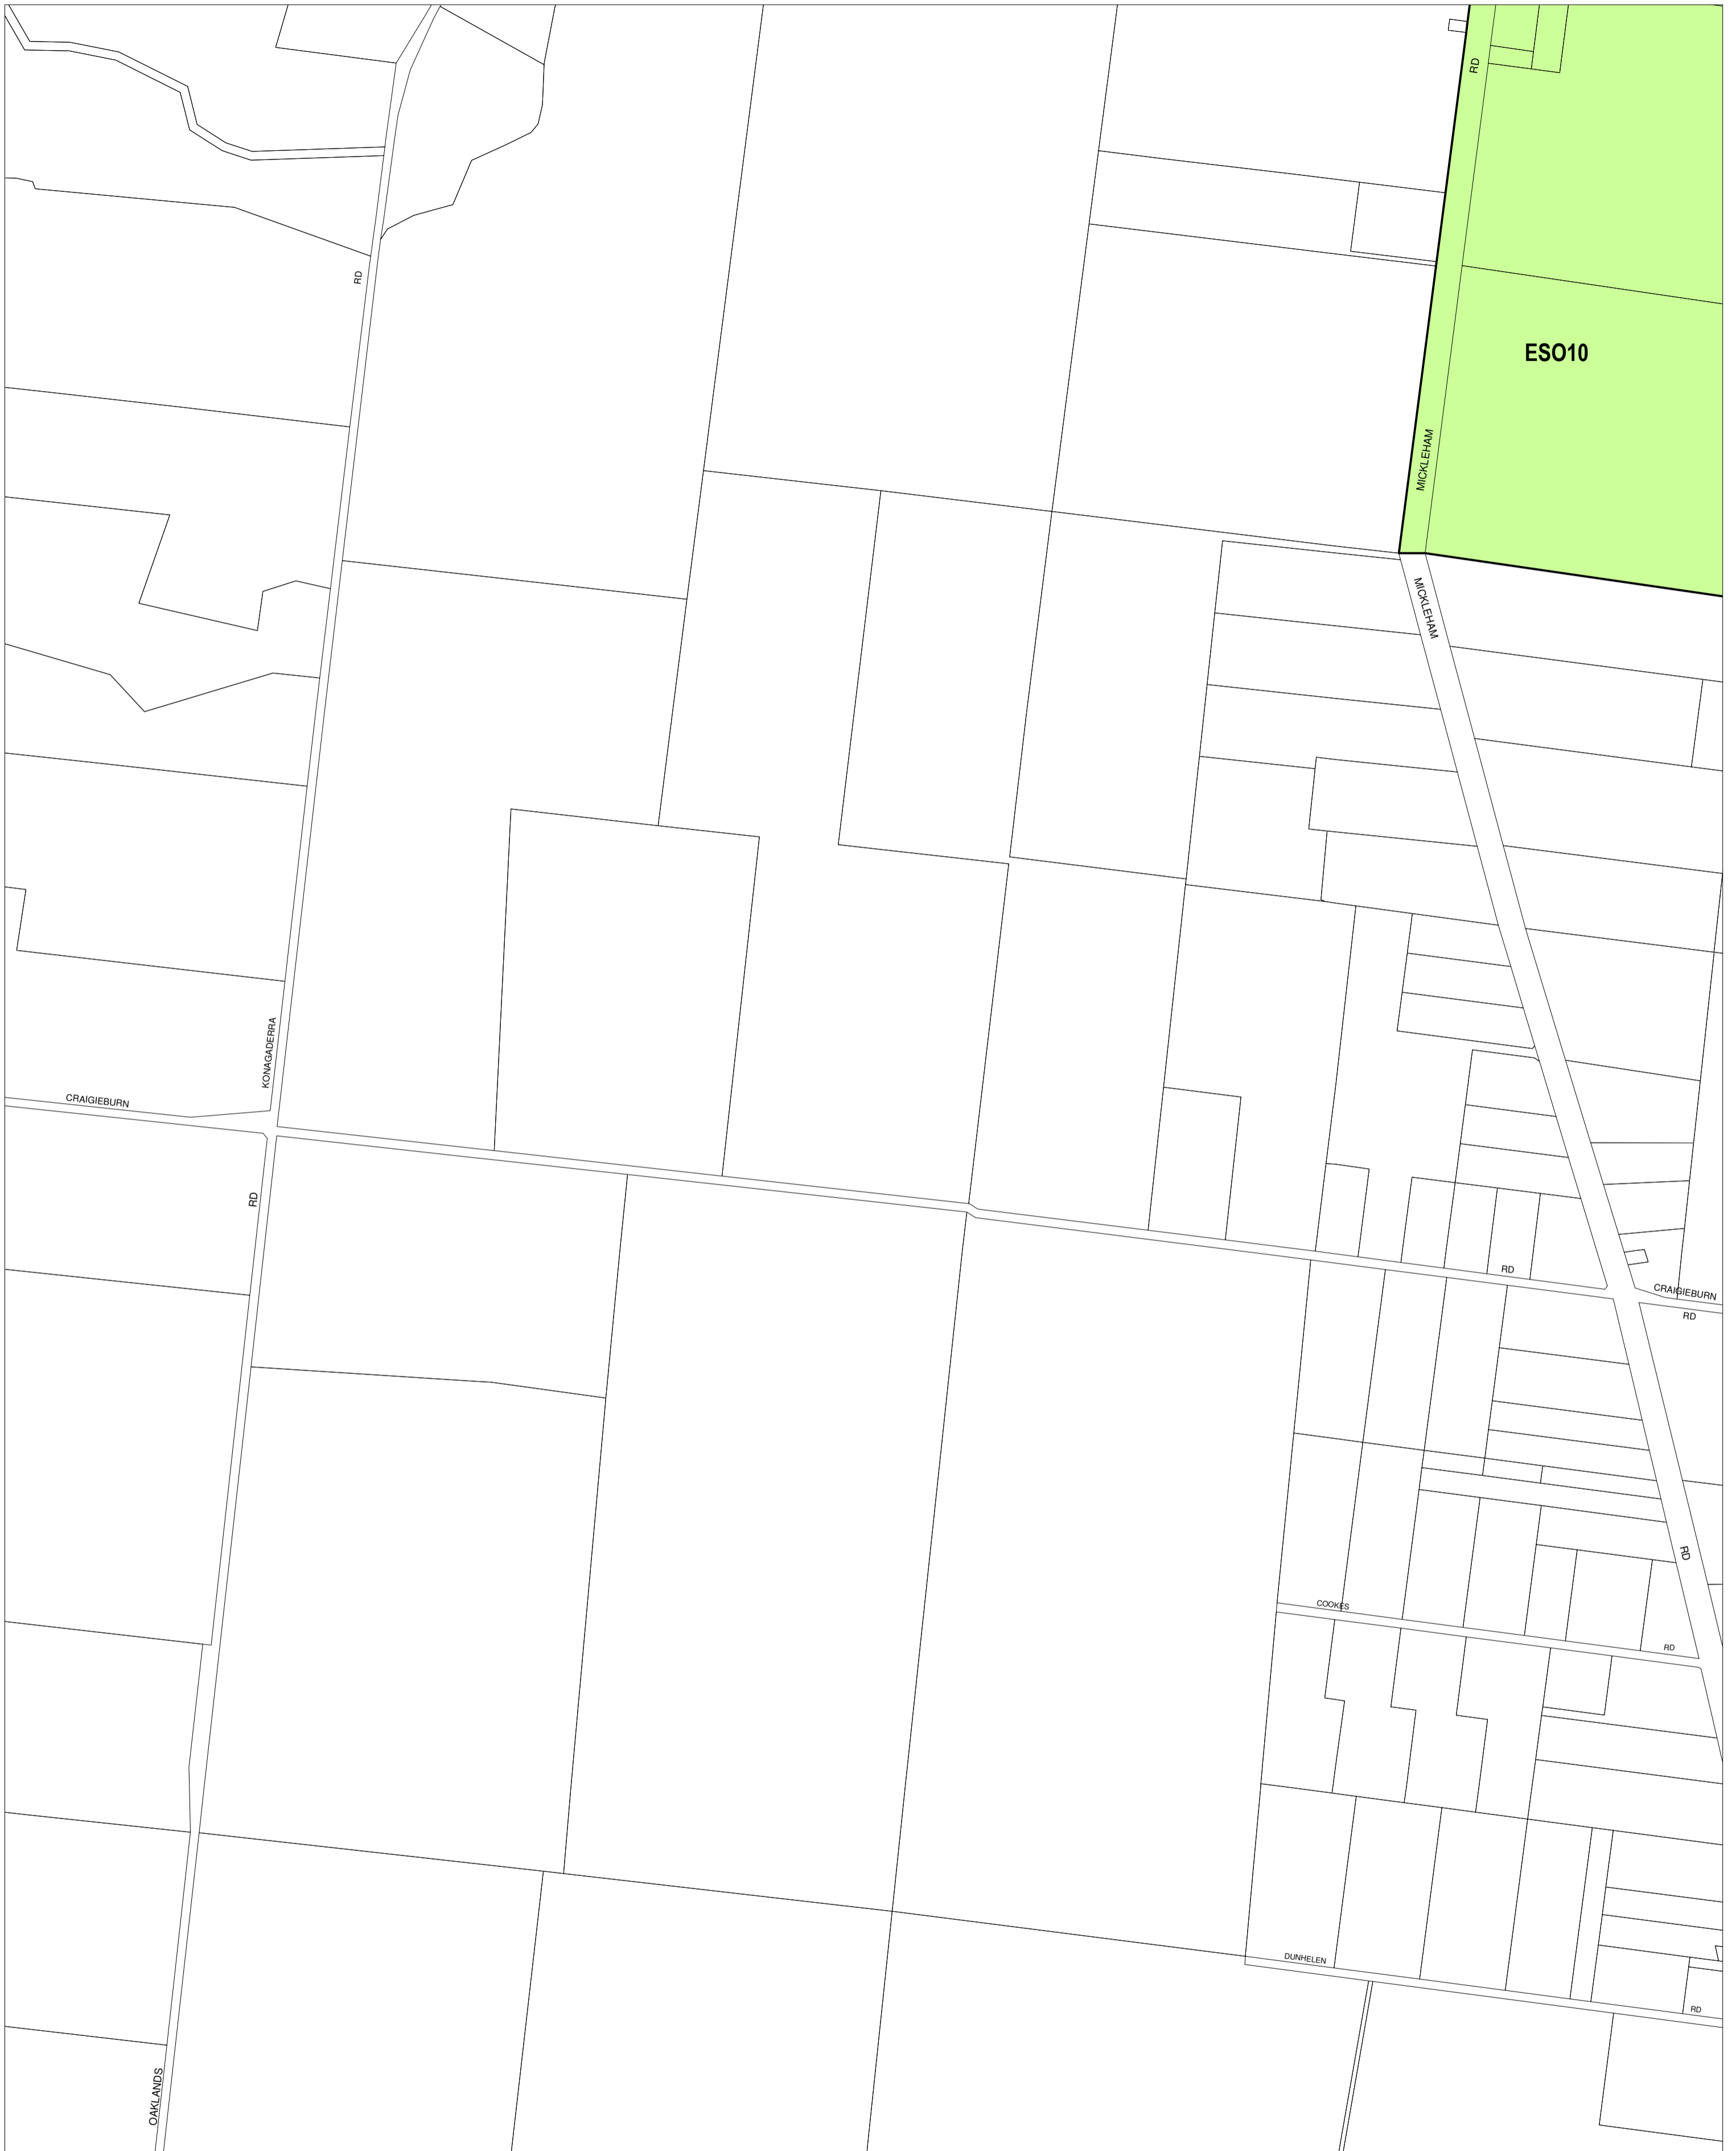 RD
RD
ESO10
MICKLEHAM
MICKLEHAM
KONAGADERRA
CRAIGIEBURN
RD
RD
CRAIGIEBURN
RD
RD
COOKES
RD
DUNHELEN
RD
OAKLANDS